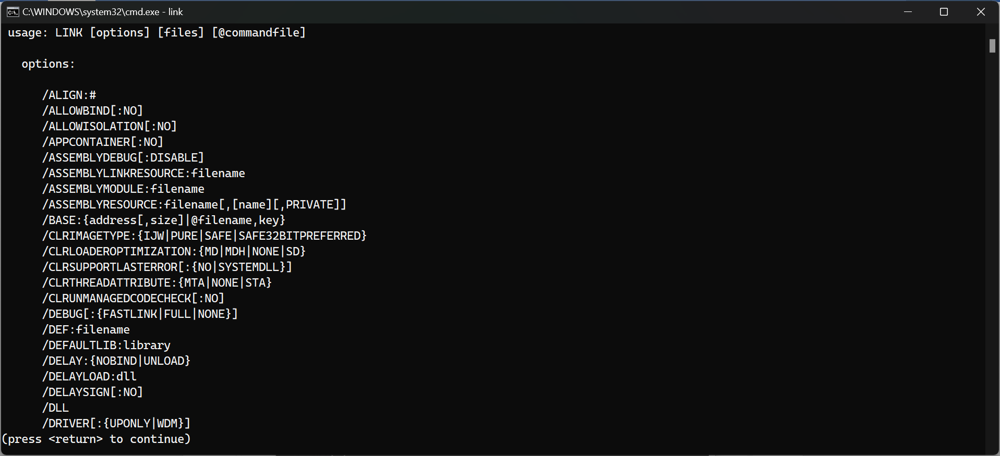 C:\WINDOWS\system32\cmd.exe - link
usage: LINK [options] [files] [@commandfile]
options:
/ALIGN:#
/ALLOWBIND[:NO]
/ALLOWISOLATION[:NO]
/APPCONTAINER[:NO]
/ASSEMBLYDEBUG[:DISABLE]
/ASSEMBLYLINKRESOURCE:filename
/ASSEMBLYMODULE:filename
/ASSEMBLYRESOURCE:filename[,[name][,PRIVATE]]
/BASE:{address[,size]|@filename,key}
/CLRIMAGETYPE:{IJW|PURE|SAFE|SAFE32BITPREFERRED}
/CLRLOADEROPTIMIZATION:{MD|MDH|NONE|SD}
/CLRSUPPORTLASTERROR[:{NO|SYSTEMDLL}]
/CLRTHREADATTRIBUTE:{MTA|NONE|STA}
/CLRUNMANAGEDCODECHECK[:NO]
/DEBUG[:{FASTLINK|FULL|NONE}]
/DEF:filename
/DEFAULTLIB:library
/DELAY:{NOBIND|UNLOAD}
/DELAYLOAD:dll
/DELAYSIGN[:NO]
/DLL
/DRIVER[:{UPONLY|WDM}]
(press <return> to continue)